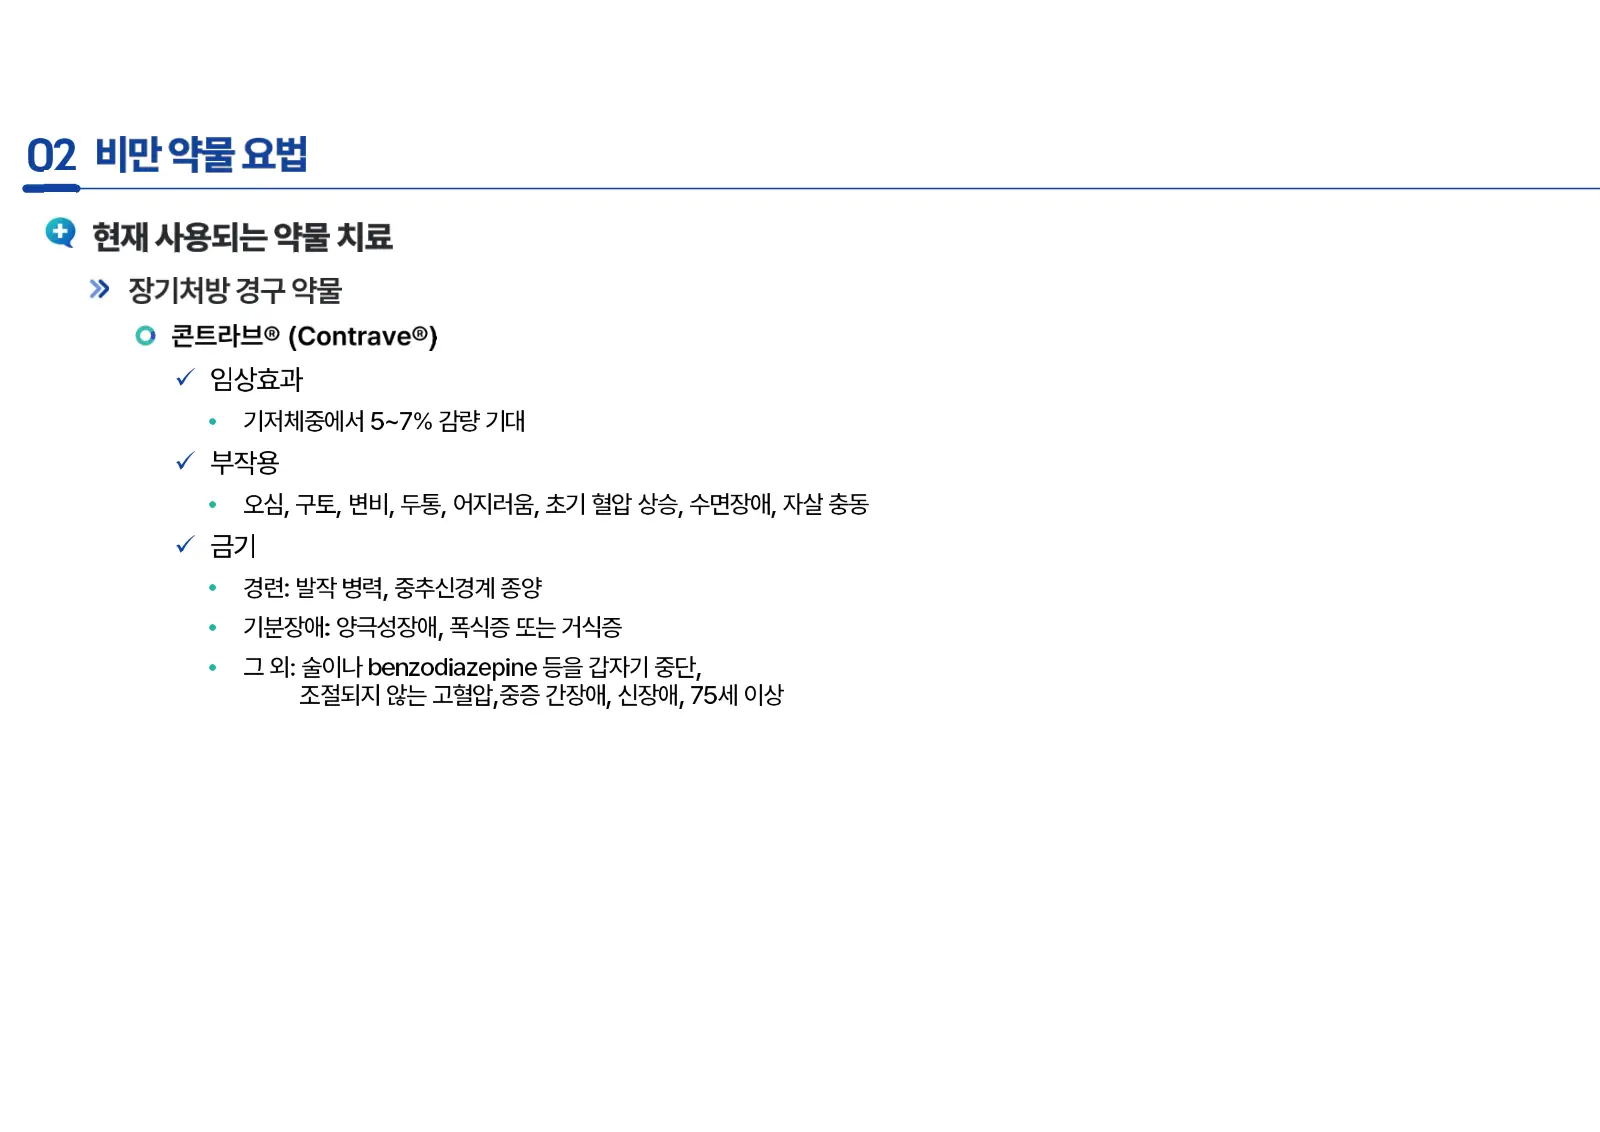 02 비만 약물 요법
현재 사용되는 약물 치료
장기처방 경구 약물
콘트라브® (Contrave®)
임상효과
기저체중에서 5~7% 감량 기대
부작용
오심, 구토, 변비, 두통, 어지러움, 초기 혈압 상승, 수면장애, 자살 충동
금기
경련: 발작 병력, 중추신경계 종양
기분장애: 양극성장애, 폭식증 또는 거식증
그 외: 술이나 benzodiazepine 등을 갑자기 중단,
조절되지 않는 고혈압,중증 간장애, 신장애, 75세 이상